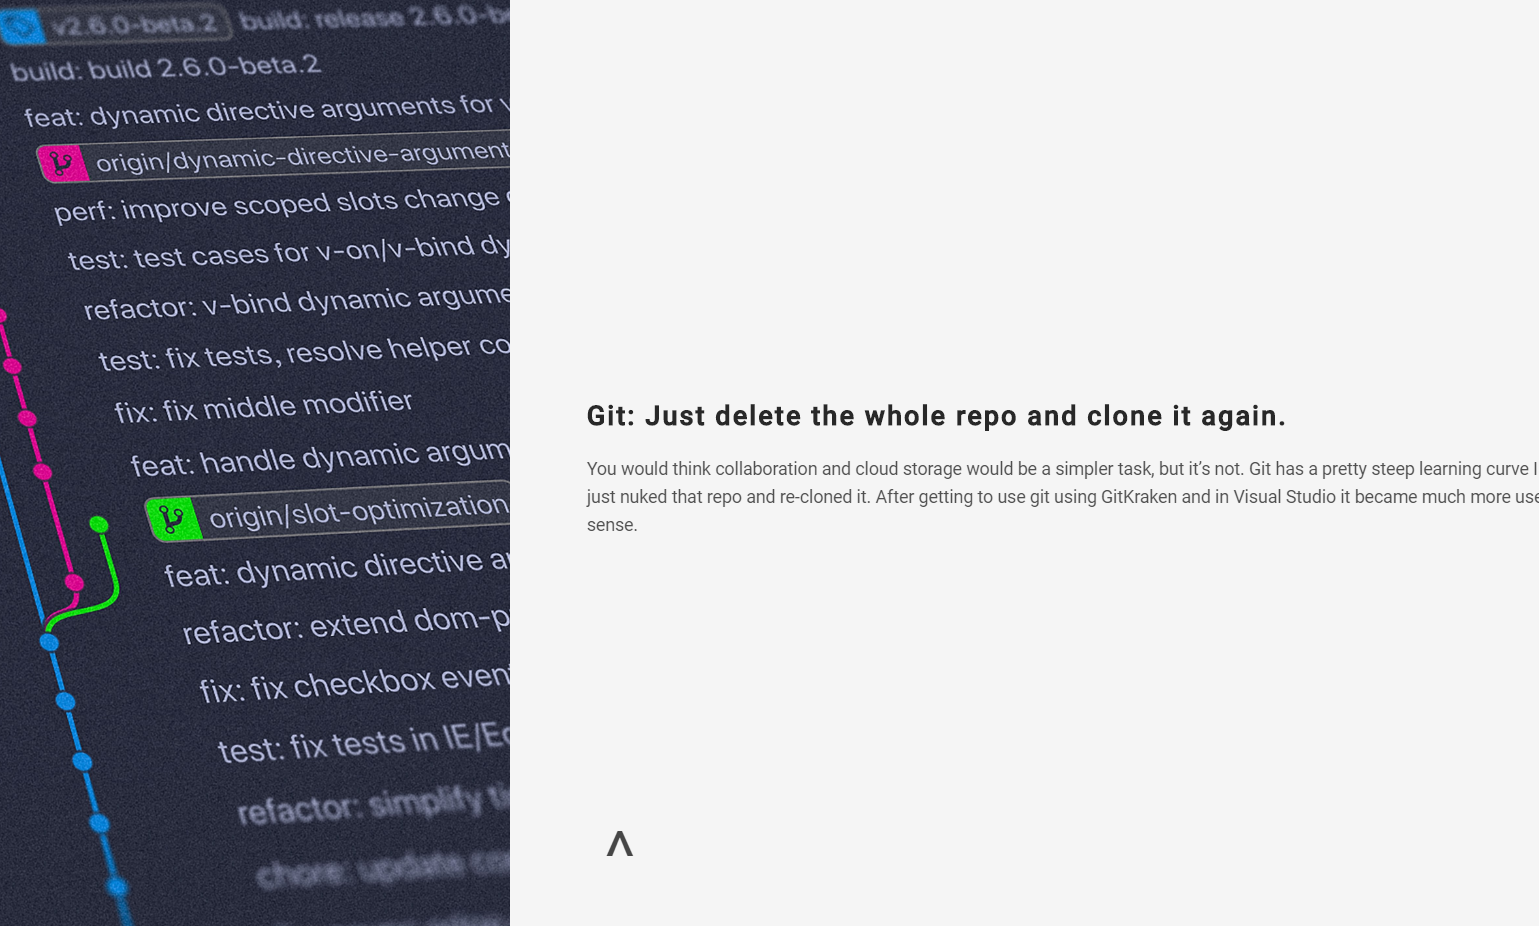 v2.6.0-beta.2 build: release 2.6.0-b
build: build 2.6.0-beta.2
feat: dynamic directive arguments for v
origin/dynamic-directive-argument
perf: improve scoped slots change
test: test cases for v-on/v-bind dy
refactor: v-bind dynamic argume
test: fix tests, resolve helper co
fix: fix middle modifier
feat: handle dynamic argum
origin/slot-optimization
feat: dynamic directive a
refactor: extend dom-p
fix: fix checkbox even
test: fix tests in IE/Ed
refactor: simplify ti
chore: update co
Git: Just delete the whole repo and clone it again.
You would think collaboration and cloud storage would be a simpler task, but it’s not. Git has a pretty steep learning curve I
just nuked that repo and re-cloned it. After getting to use git using GitKraken and in Visual Studio it became much more use
sense.